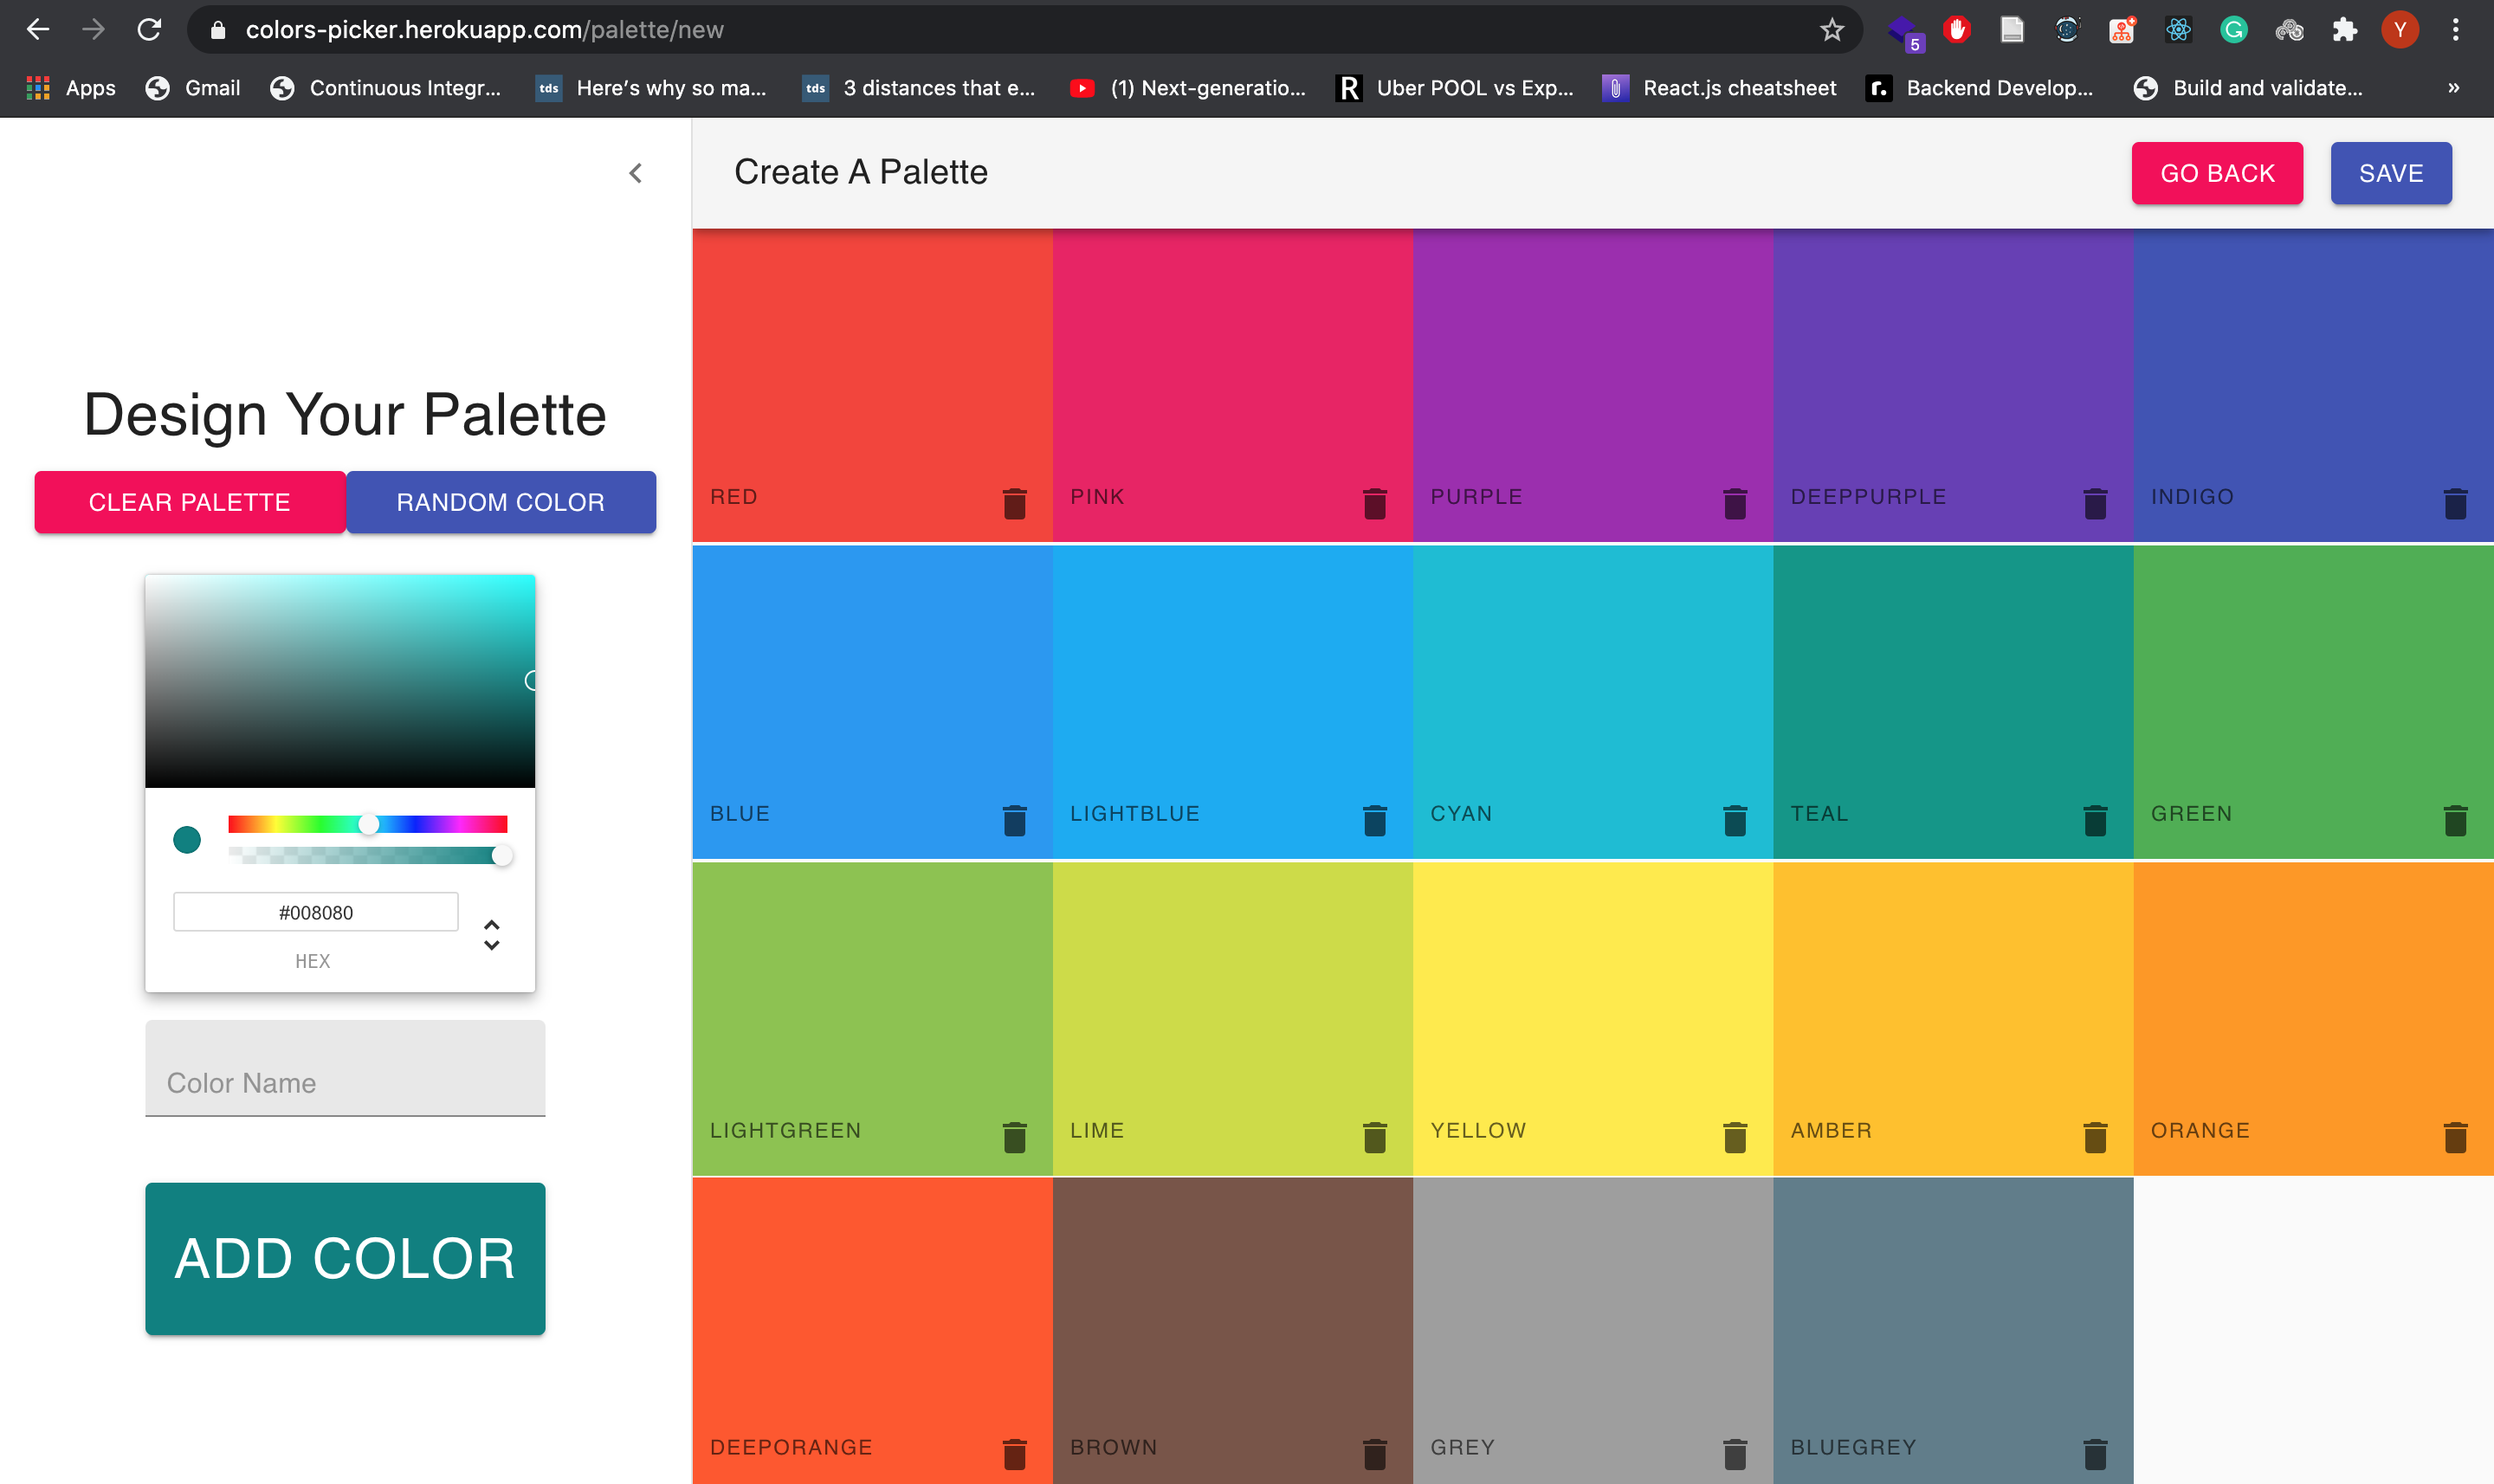 colors-picker.herokuapp.com/palette/new
5
Y
Apps
Gmail
Continuous Integr...
tds
Here's why so ma...
tds
3 distances that e...
(1) Next-generatio...
R
Uber POOL vs Exp...
React.js cheatsheet
r.
Backend Develop...
Build and validate...
»
Create A Palette
GO BACK
SAVE
Design Your Palette
CLEAR PALETTE
RANDOM COLOR
#008080
HEX
Color Name
ADD COLOR
RED
PINK
PURPLE
DEEPPURPLE
INDIGO
BLUE
LIGHTBLUE
CYAN
TEAL
GREEN
LIGHTGREEN
LIME
YELLOW
AMBER
ORANGE
DEEPORANGE
BROWN
GREY
BLUEGREY